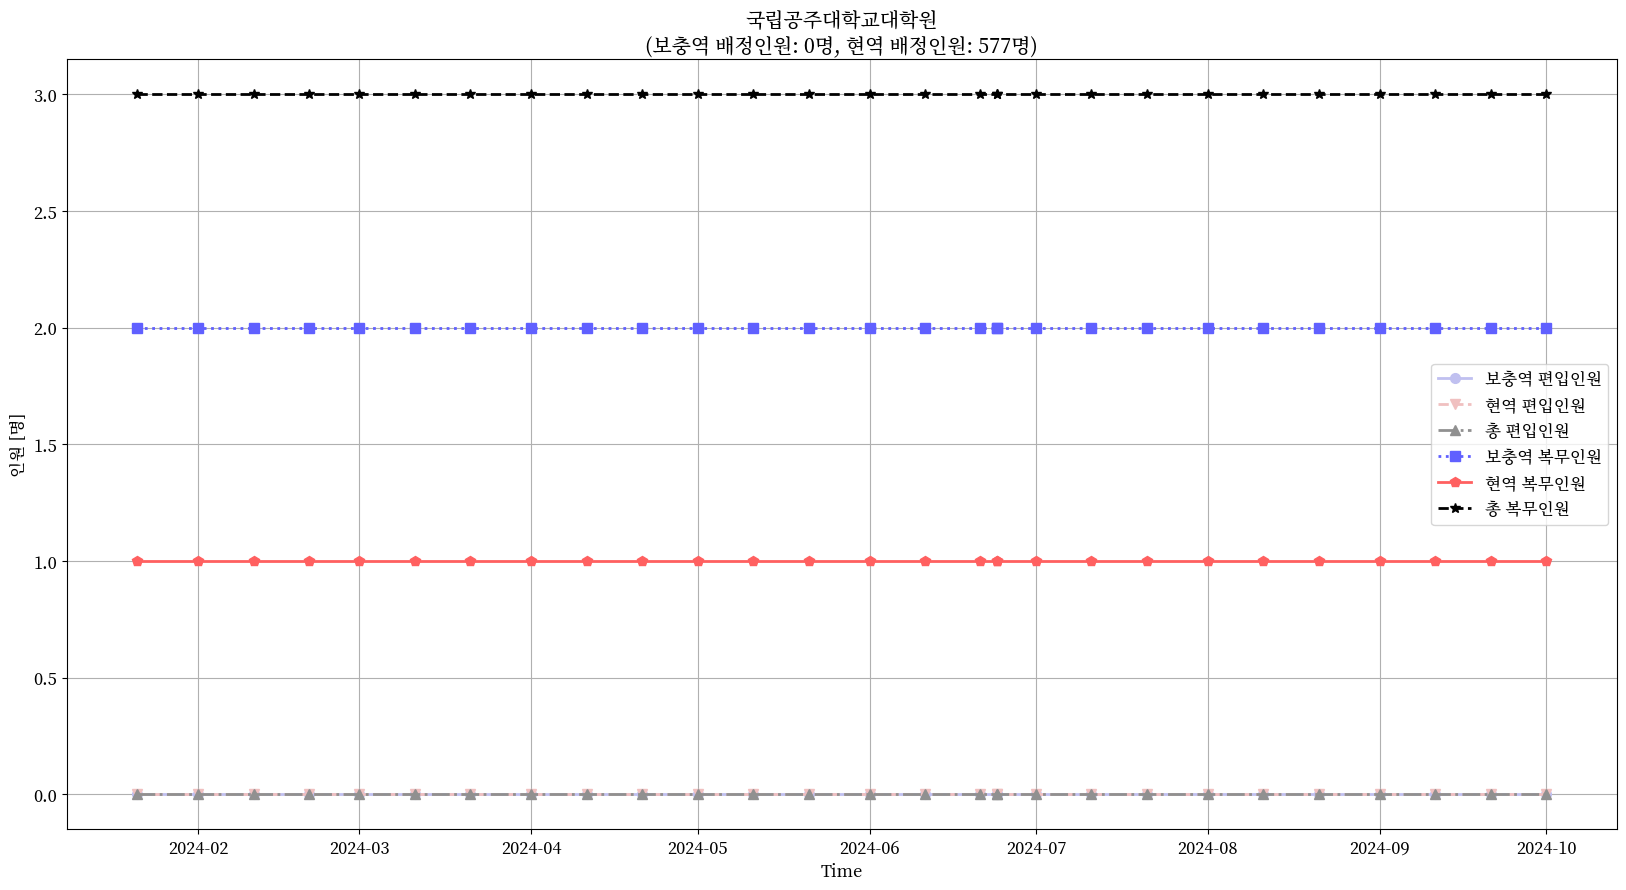 국립공주대학교대학원
(보충역 배정인원: 0명, 현역 배정인원: 577명)
3.0
2.5
2.0
1.5
1.0
0.5
0.0
인원 [명]
보충역 편입인원
현역 편입인원
총 편입인원
보충역 복무인원
현역 복무인원
총 복무인원
2024-02 2024-03 2024-04 2024-05 2024-06 2024-07 2024-08 2024-09 2024-10
Time